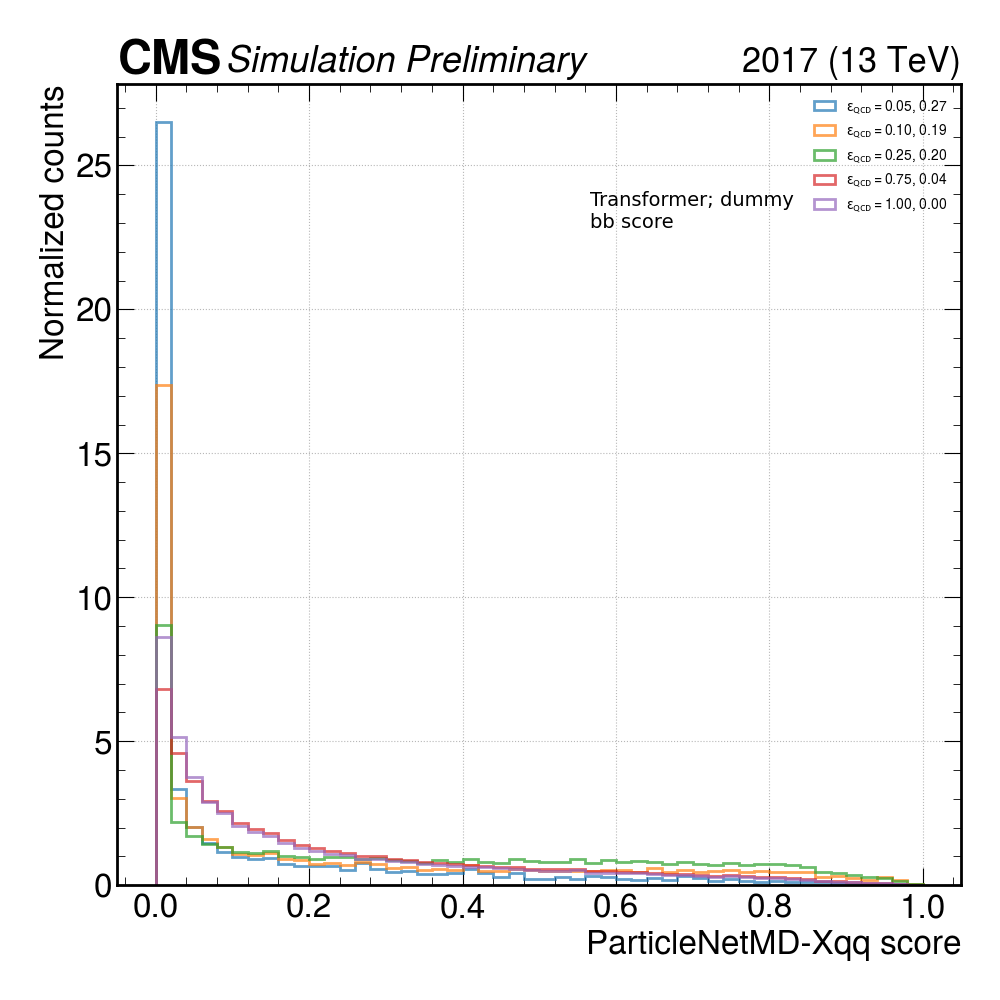 CMS Simulation Preliminary 2017 (13 TeV)
Normalized counts
25
20
15
10
5
0
εQCD = 0.05, 0.27
εQCD = 0.10, 0.19
εQCD = 0.25, 0.20
εQCD = 0.75, 0.04
εQCD = 1.00, 0.00
Transformer; dummy
bb score
0.0 0.2 0.4 0.6 0.8 1.0
ParticleNetMD-Xqq score